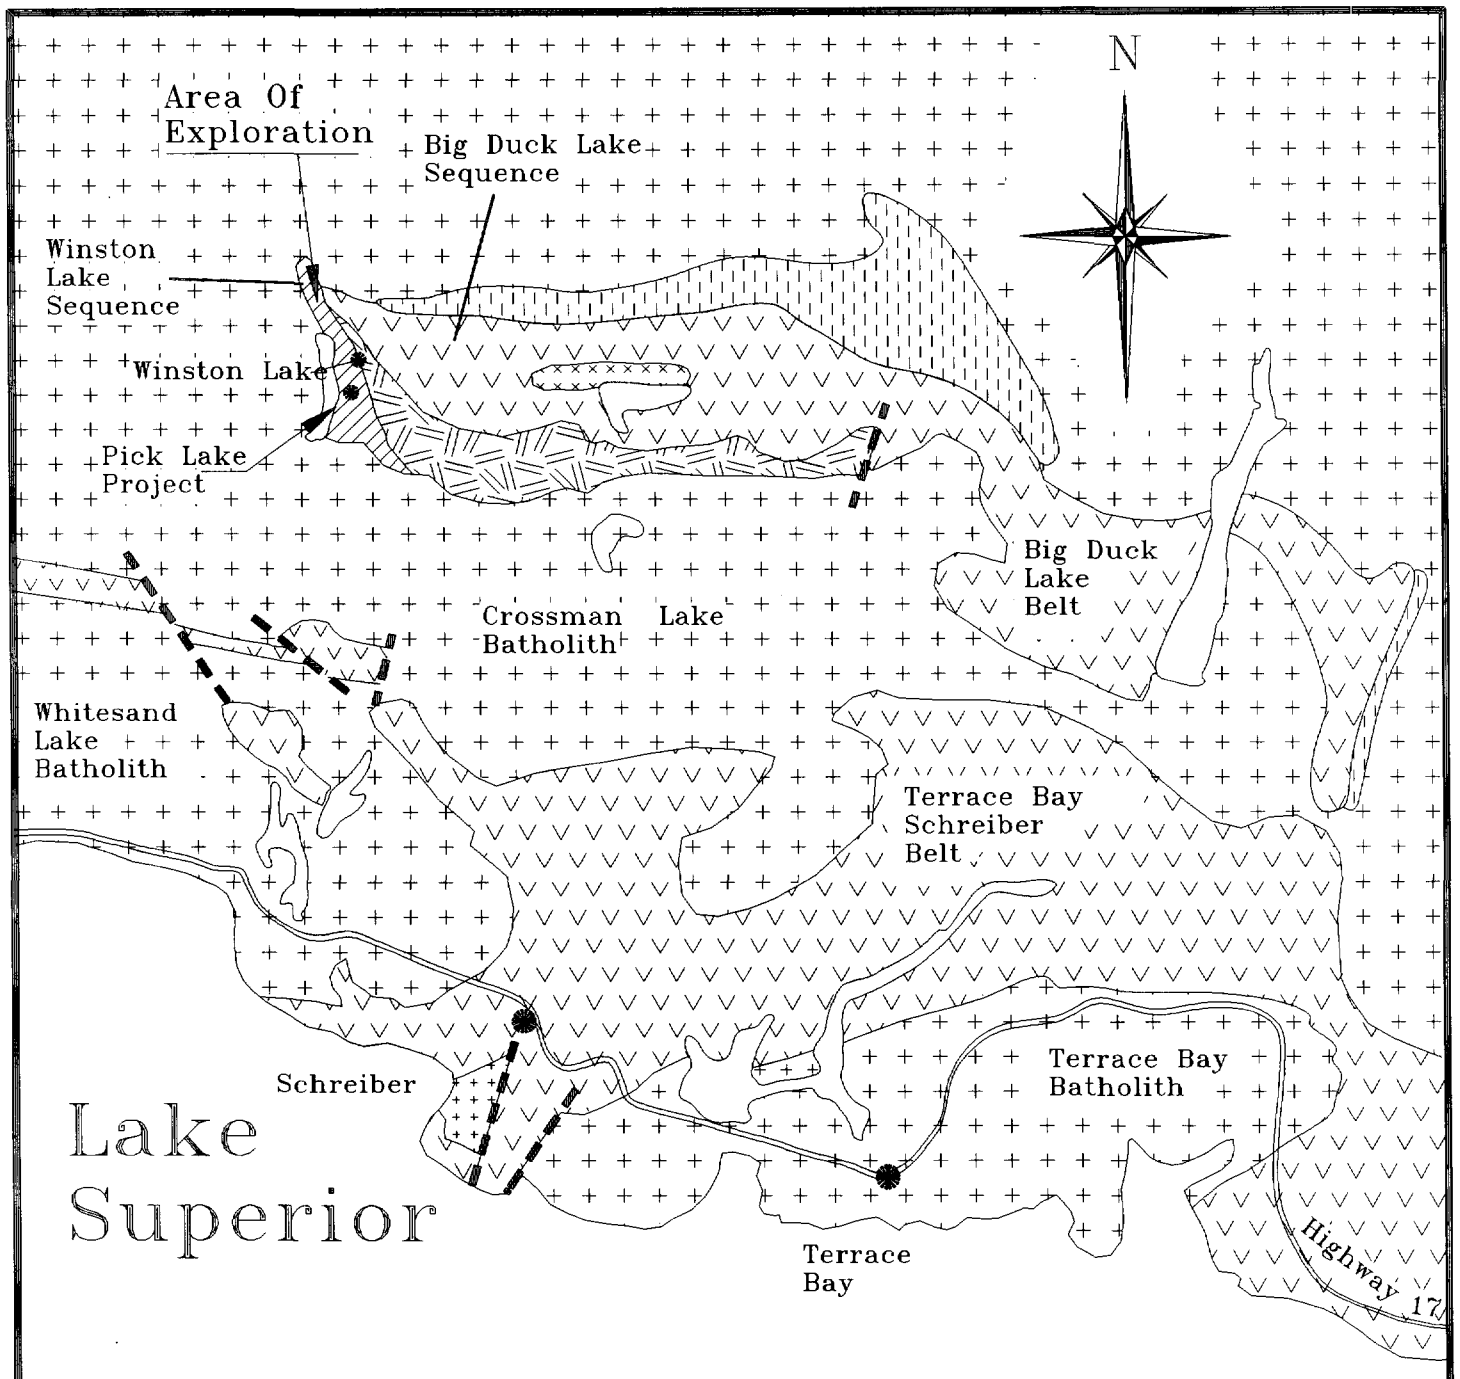 N
Area Of
Exploration
Big Duck Lake
Sequence
Winston
Lake
Sequence
Winston Lake
Pick Lake
Project
Big Duck
Lake
Belt
Crossman Lake
Batholith
Whitesand
Lake
Batholith
Terrace Bay
Schreiber
Belt
Schreiber
Terrace Bay
Batholith
Lake
Superior
Terrace
Bay
Highway 17